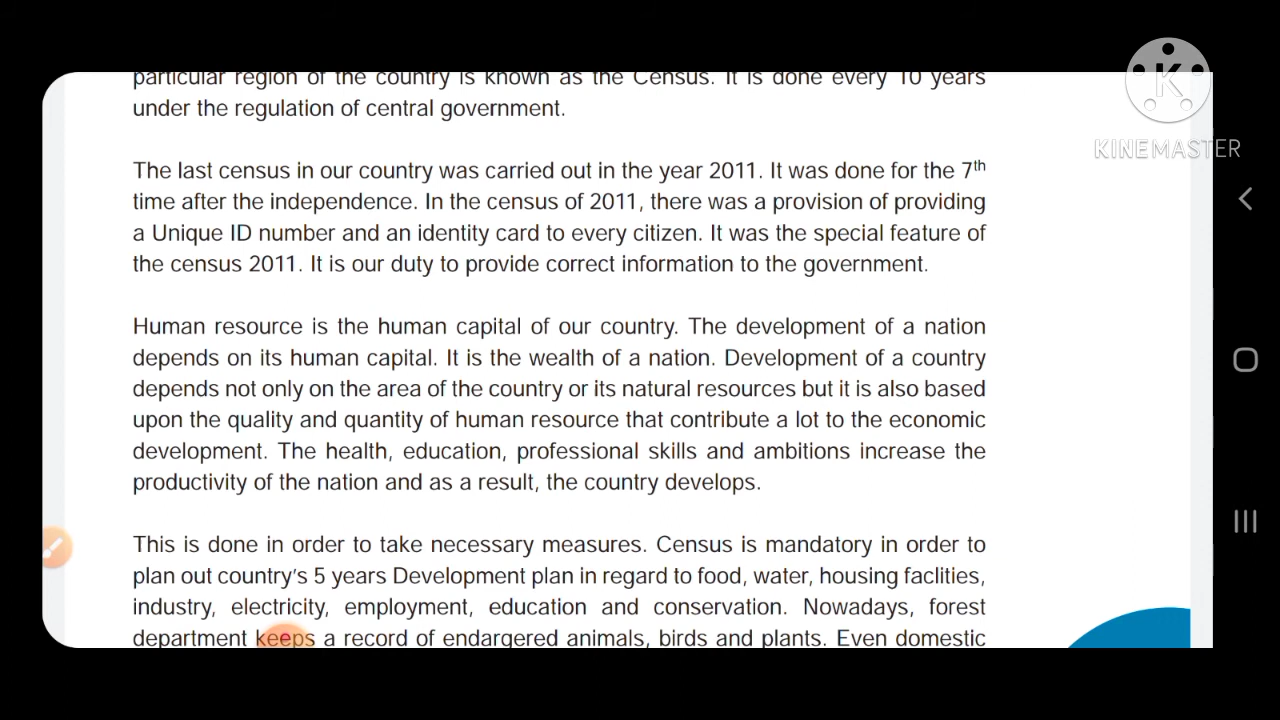 particular region of the country is known as the Census. It is done every 10 years
under the regulation of central government.
The last census in our country was carried out in the year 2011. It was done for the 7th
time after the independence. In the census of 2011, there was a provision of providing
a Unique ID number and an identity card to every citizen. It was the special feature of
the census 2011. It is our duty to provide correct information to the government.
Human resource is the human capital of our country. The development of a nation
depends on its human capital. It is the wealth of a nation. Development of a country
depends not only on the area of the country or its natural resources but it is also based
upon the quality and quantity of human resource that contribute a lot to the economic
development. The health, education, professional skills and ambitions increase the
productivity of the nation and as a result, the country develops.
This is done in order to take necessary measures. Census is mandatory in order to
plan out country's 5 years Development plan in regard to food, water, housing faclities,
industry, electricity, employment, education and conservation. Nowadays, forest
department keeps a record of endargered animals, birds and plants. Even domestic
K
KINEMASTER